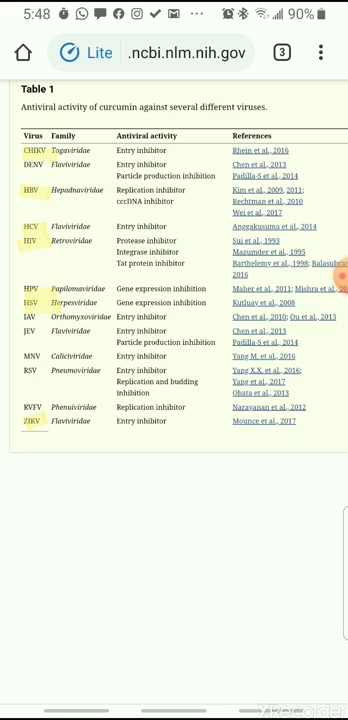 5:48 90%
Lite .ncbi.nlm.nih.gov 3
Table 1
Antiviral activity of curcumin against several different viruses.
Virus Family Antiviral activity References
CHIKV Togaviridae Entry inhibitor Rhein et al., 2016
DENV Flaviviridae Entry inhibitor Chen et al., 2013
Particle production inhibition Padilla-S et al., 2014
HBV Hepadnaviridae Replication inhibitor Kim et al., 2009, 2011;
cccDNA inhibitor Rechtman et al., 2010
Wei et al., 2017
HCV Flaviviridae Entry inhibitor Anggakusuma et al., 2014
HIV Retroviridae Protease inhibitor Sui et al., 1993
Integrase inhibitor Mazumder et al., 1995
Tat protein inhibitor Barthelemy et al., 1998; Balasubra
2016
HPV Papilomaviridae Gene expression inhibition Maher et al., 2011; Mishra et al.,
HSV Herpesviridae Gene expression inhibition Kutluay et al., 2008
IAV Orthomyxoviridae Entry inhibitor Chen et al., 2010; Ou et al., 2013
JEV Flaviviridae Entry inhibitor Chen et al., 2013
Particle production inhibition Padilla-S et al., 2014
MNV Caliciviridae Entry inhibitor Yang M. et al., 2016
RSV Pneumoviridae Entry inhibitor Yang X.X. et al., 2016;
Replication and budding Yang et al., 2017
inhibition Obata et al., 2013
RVFV Phenuiviridae Replication inhibitor Narayanan et al., 2012
ZIKV Flaviviridae Entry inhibitor Mounce et al., 2017
XRecorder